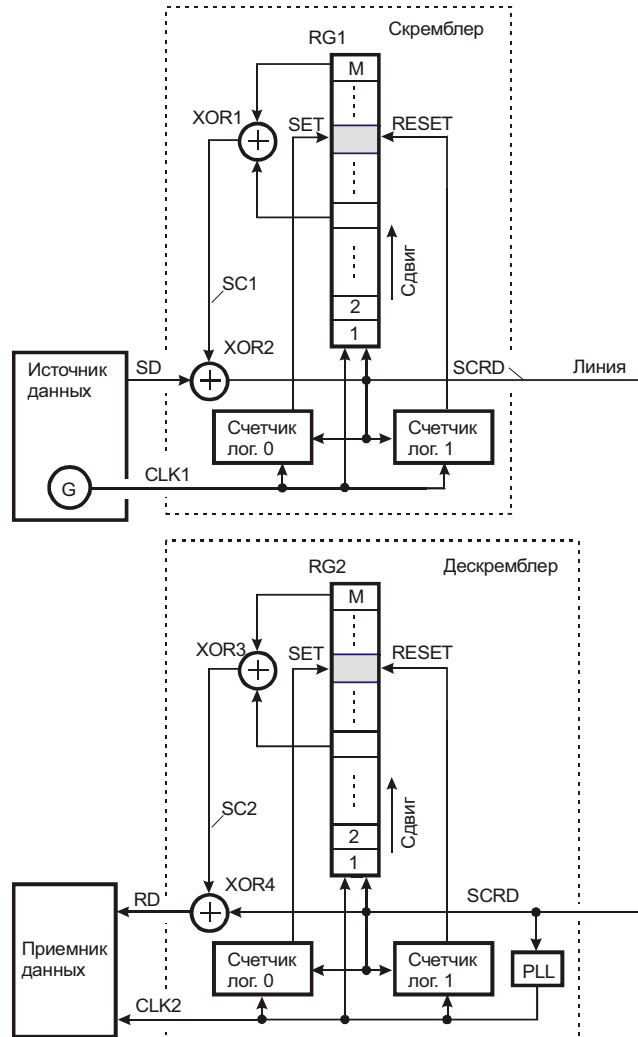 Скремблер
RG1
M
XOR1
SET
RESET
Сдвиг
SC1
2
1
Источник
данных
SD
XOR2
SCRD
Линия
Счетчик
лог. 0
Счетчик
лог. 1
G
CLK1
Дескремблер
RG2
M
XOR3
SET
RESET
Сдвиг
SC2
2
1
RD
XOR4
SCRD
Приемник
данных
Счетчик
лог. 0
Счетчик
лог. 1
PLL
CLK2